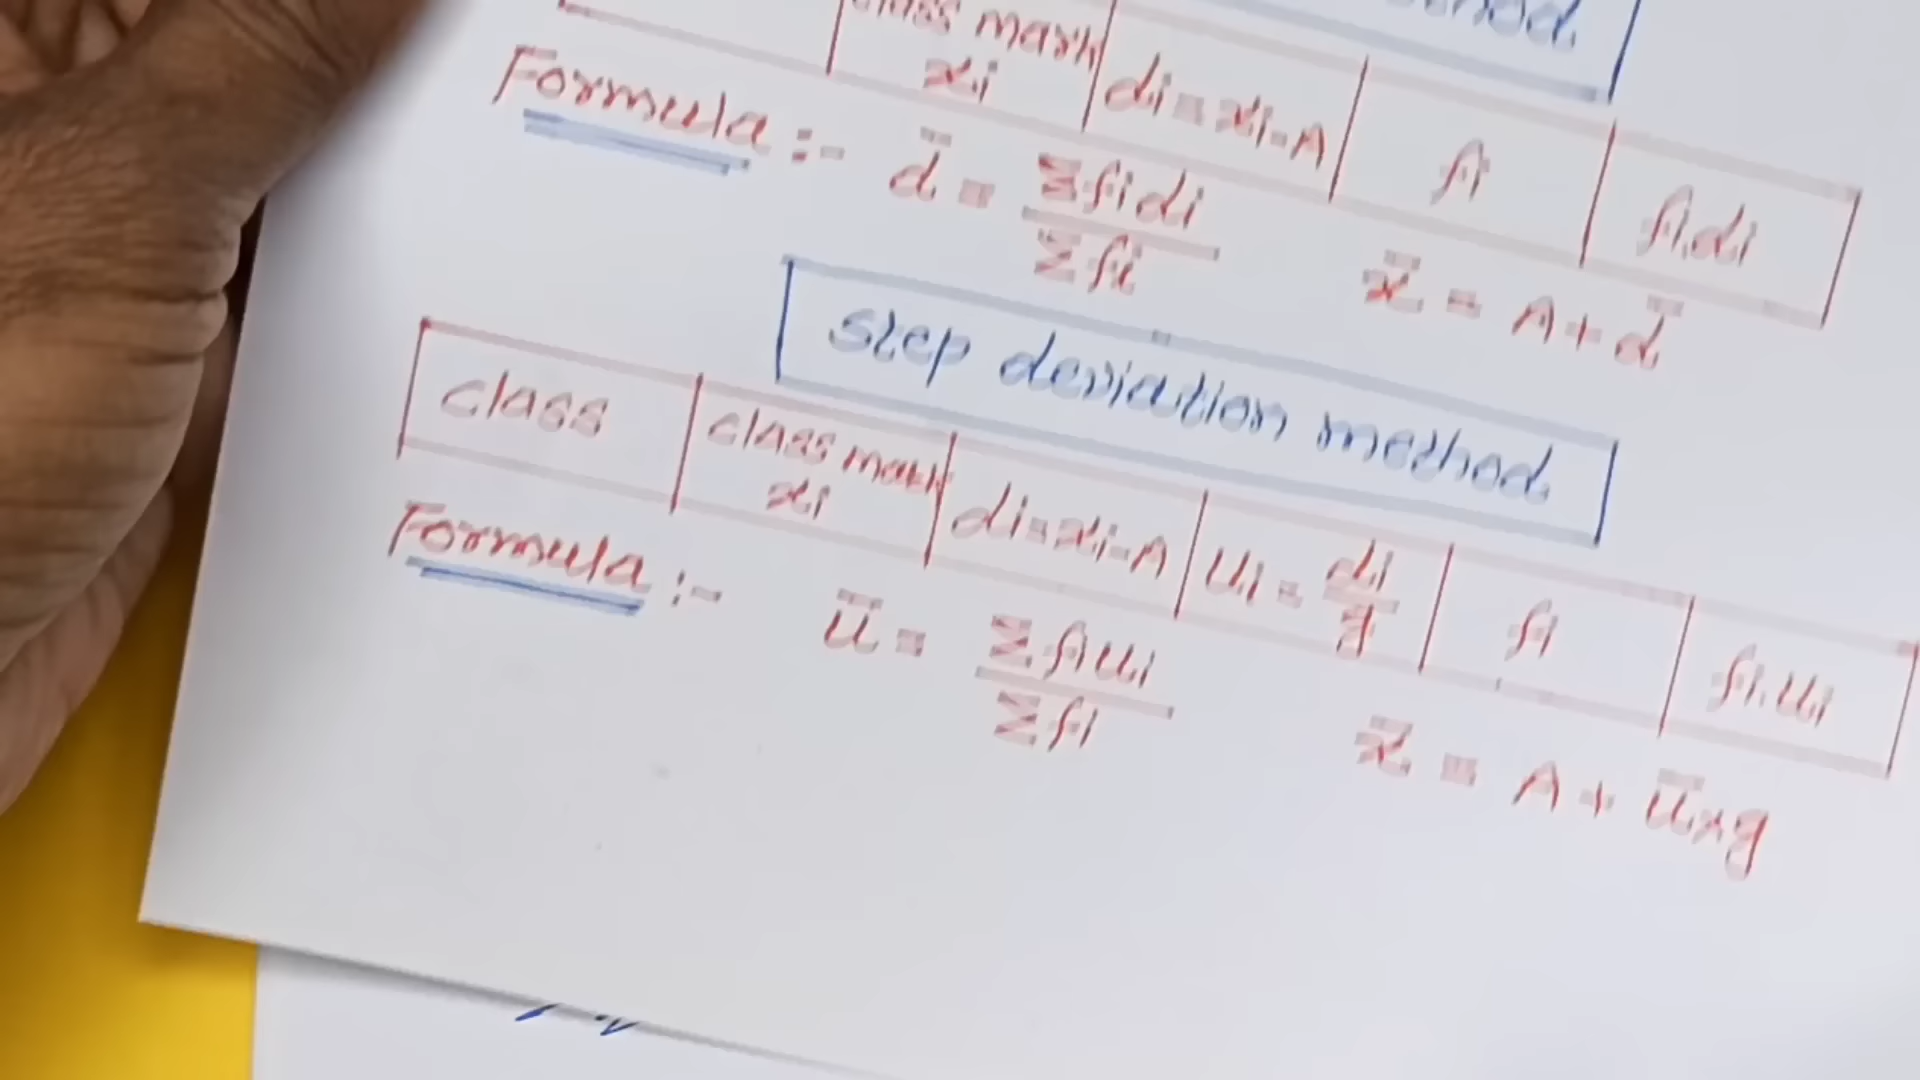 class mark
xi
di = xi - A
fi
fi.di
Formula :- d̄ = Σfidi / Σfi
x̄ = A + d̄
step deviation method
class
class mark
xi
di = xi - A
ui = di / g
fi
fi.ui
Formula :- ū = Σfiui / Σfi
x̄ = A + ū × g